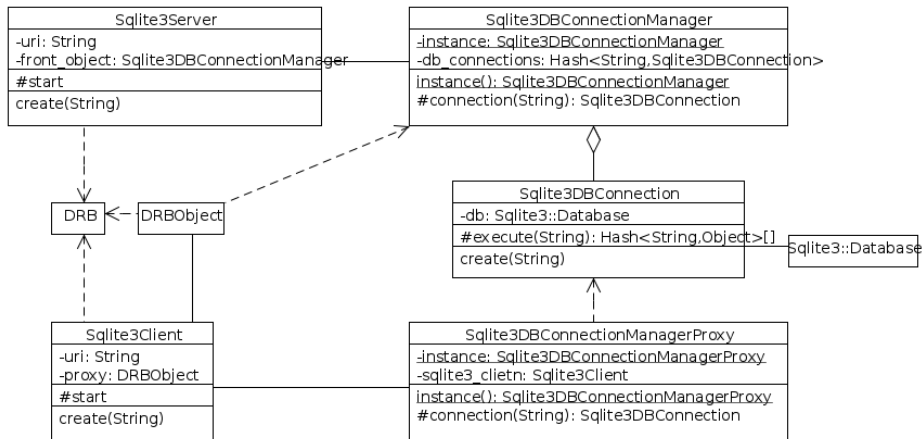 Sqlite3Server
-uri: String
-front_object: Sqlite3DBConnectionManager
#start
create(String)
Sqlite3DBConnectionManager
-instance: Sqlite3DBConnectionManager
-db_connections: Hash<String,Sqlite3DBConnection>
instance(): Sqlite3DBConnectionManager
#connection(String): Sqlite3DBConnection
DRB
DRBObject
Sqlite3DBConnection
-db: Sqlite3::Database
#execute(String): Hash<String,Object>[]
create(String)
Sqlite3::Database
Sqlite3Client
-uri: String
-proxy: DRBObject
#start
create(String)
Sqlite3DBConnectionManagerProxy
-instance: Sqlite3DBConnectionManagerProxy
-sqlite3_clietn: Sqlite3Client
instance(): Sqlite3DBConnectionManagerProxy
#connection(String): Sqlite3DBConnection